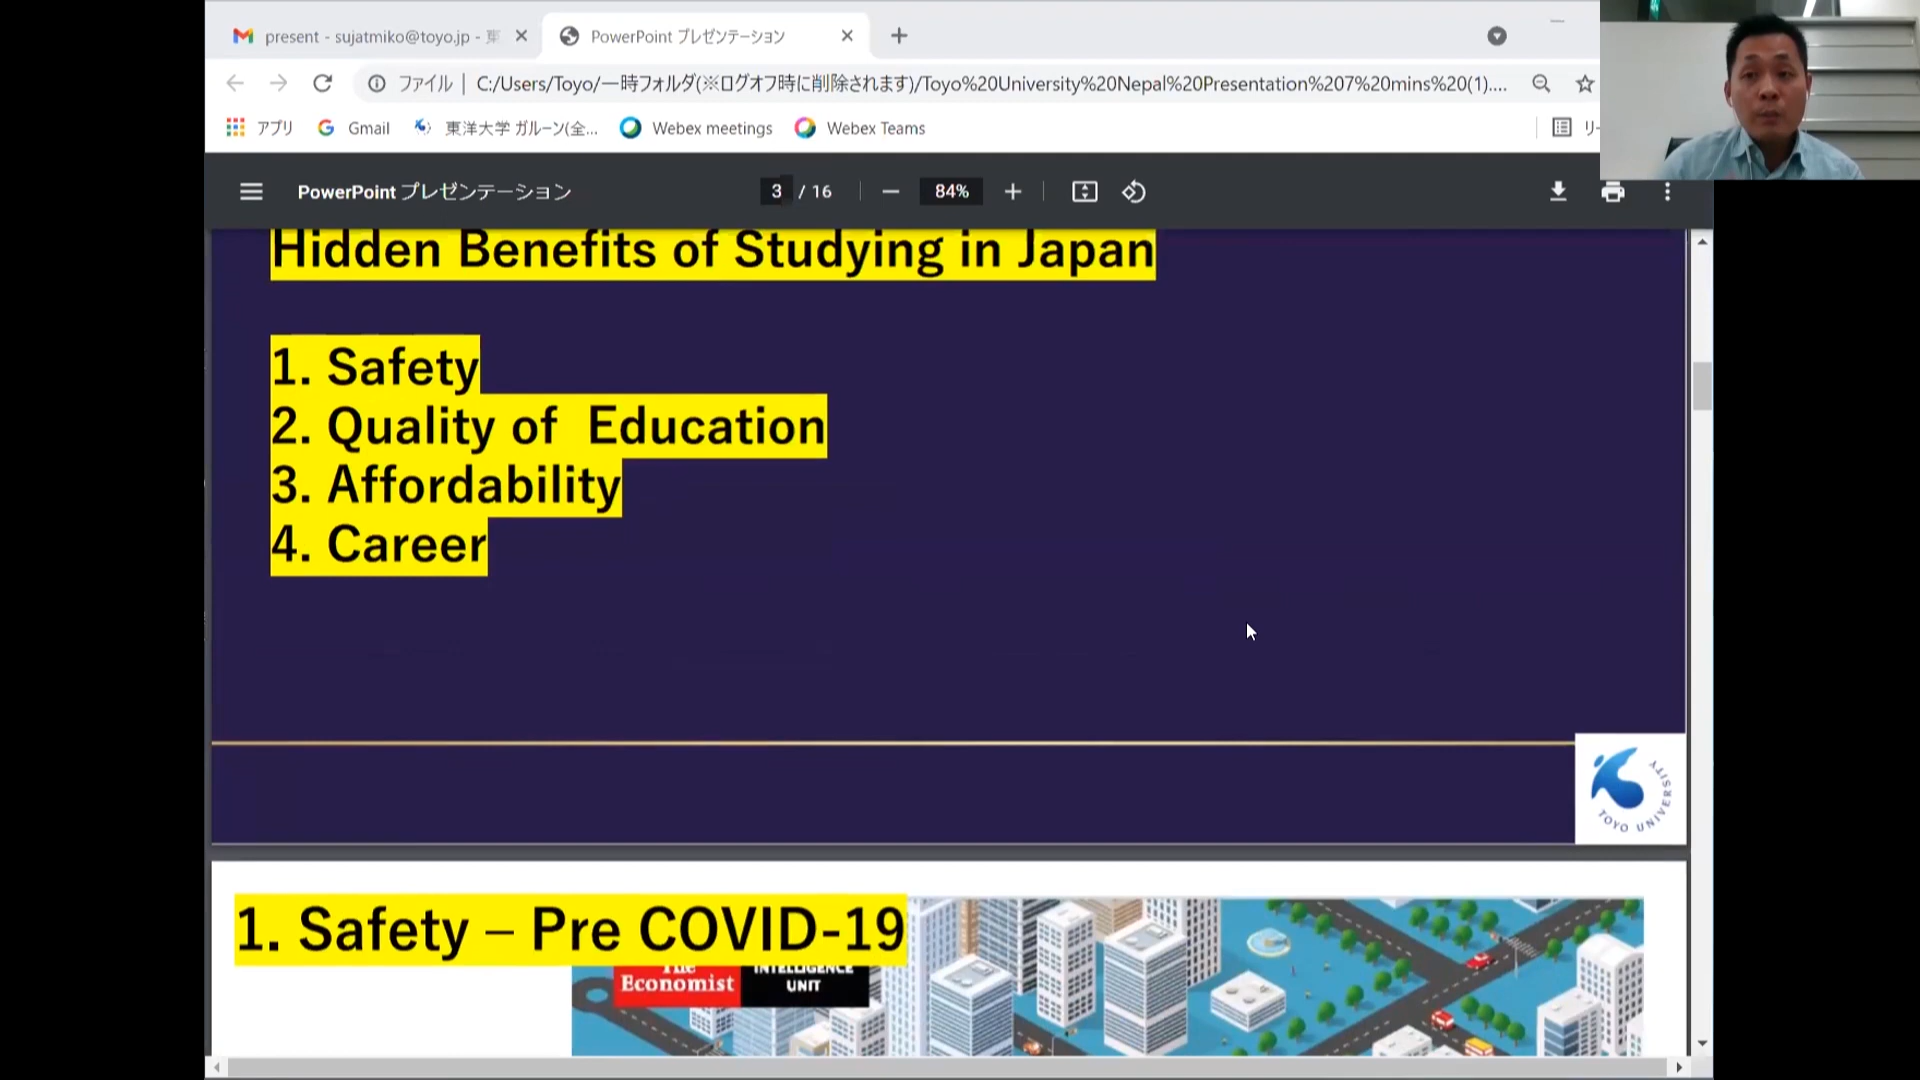 present - sujatmiko@toyo.jp - 東
PowerPoint プレゼンテーション
ファイル | C:/Users/Toyo/一時フォルダ(※ログオフ時に削除されます)/Toyo%20University%20Nepal%20Presentation%207%20mins%20(1)....
アプリ
Gmail
東洋大学 ガルーン(全...
Webex meetings
Webex Teams
リー
PowerPoint プレゼンテーション
3 / 16
84%
Hidden Benefits of Studying in Japan
1. Safety
2. Quality of Education
3. Affordability
4. Career
TOYO UNIVERSITY
1. Safety – Pre COVID-19
The
Economist
INTELLIGENCE
UNIT